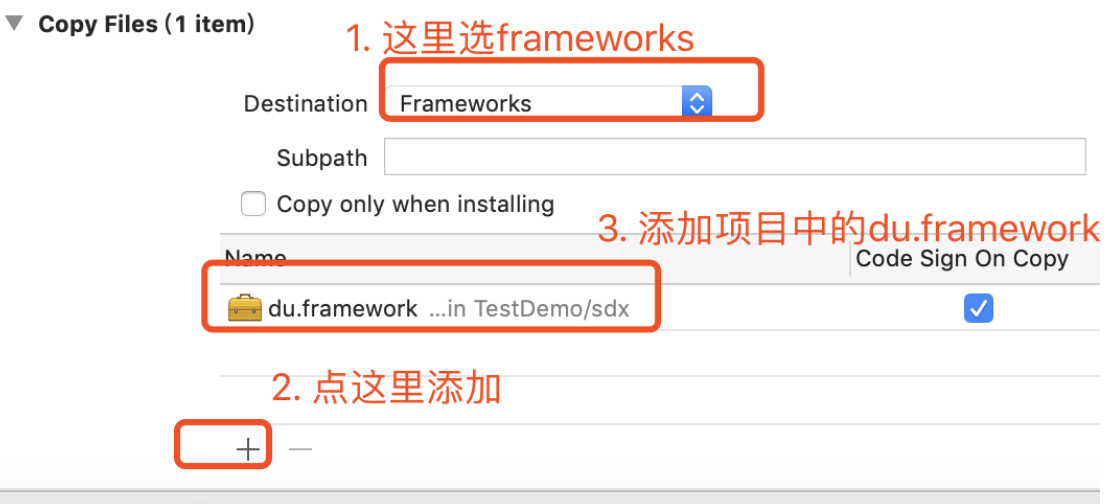 Copy Files (1 item)
1. 这里选frameworks
Destination
Frameworks
Subpath
Copy only when installing
3. 添加项目中的du.framework
Name
Code Sign On Copy
du.framework ...in TestDemo/sdx
2. 点这里添加